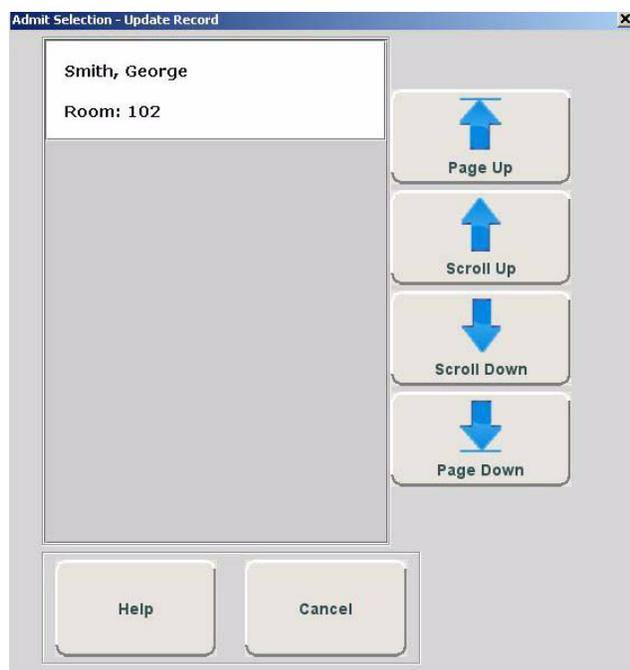 Admit Selection - Update Record
Smith, George
Room: 102
Page Up
Scroll Up
Scroll Down
Page Down
Help
Cancel